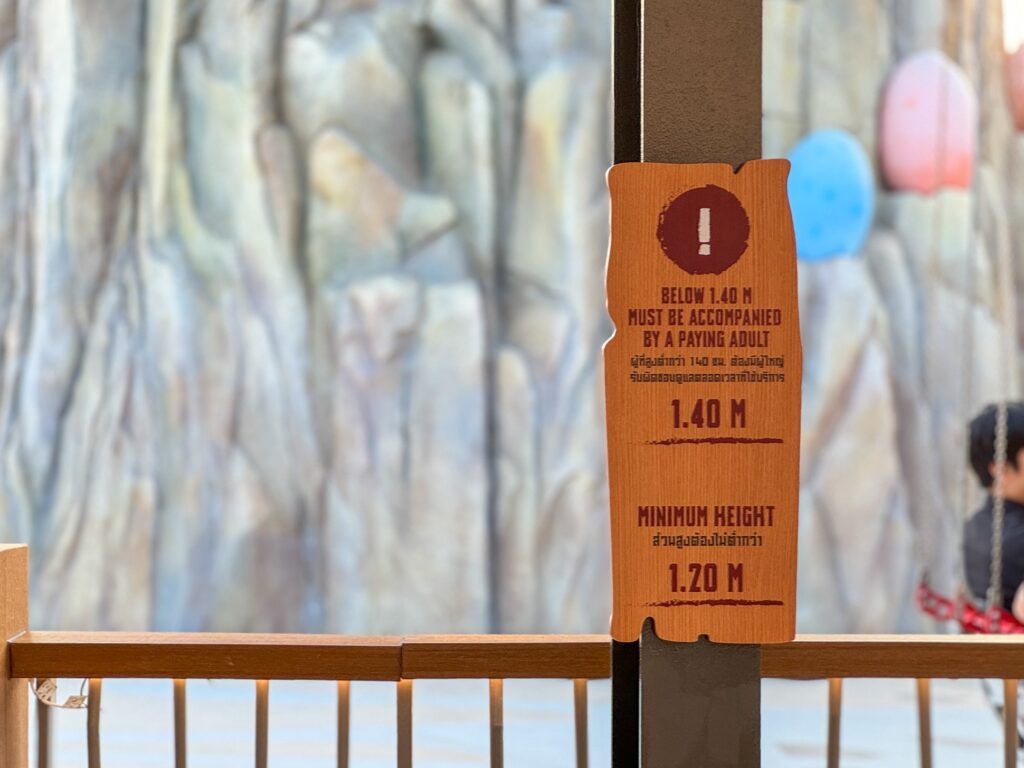 !
BELOW 1.40 M
MUST BE ACCOMPANIED
BY A PAYING ADULT
ผู้ที่สูงต่ำกว่า 140 ซม. ต้องมีผู้ใหญ่
รับผิดชอบดูแลตลอดเวลาที่ใช้บริการ
1.40 M
MINIMUM HEIGHT
ส่วนสูงต้องไม่ต่ำกว่า
1.20 M